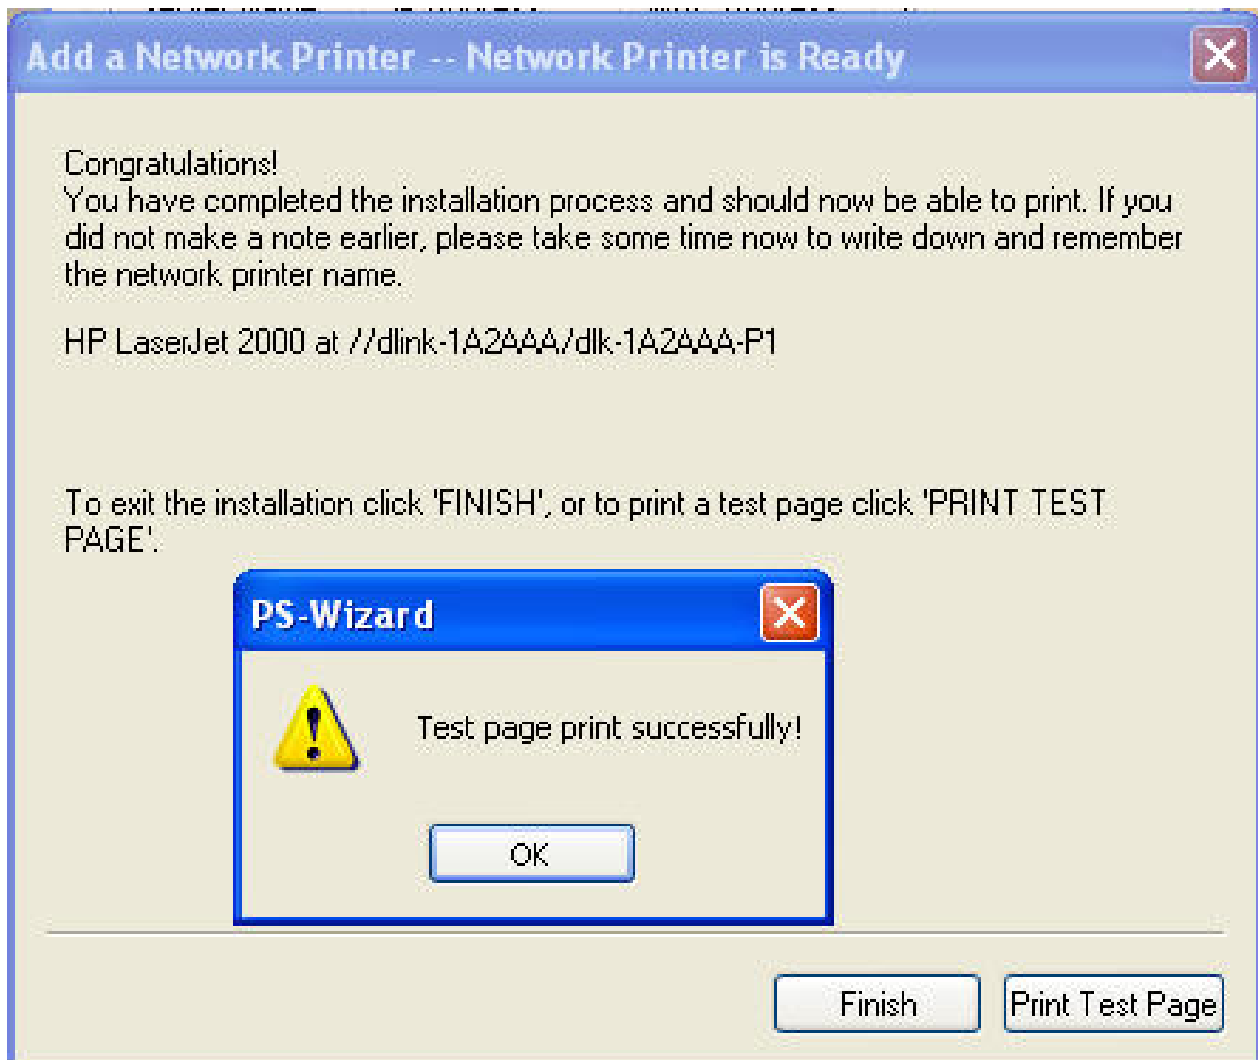 Add a Network Printer -- Network Printer is Ready
Congratulations!
You have completed the installation process and should now be able to print. If you
did not make a note earlier, please take some time now to write down and remember
the network printer name.
HP LaserJet 2000 at //dlink-1A2AAA/dlk-1A2AAA-P1
To exit the installation click 'FINISH', or to print a test page click 'PRINT TEST
PAGE'.
PS-Wizard
Test page print successfully!
OK
Finish
Print Test Page